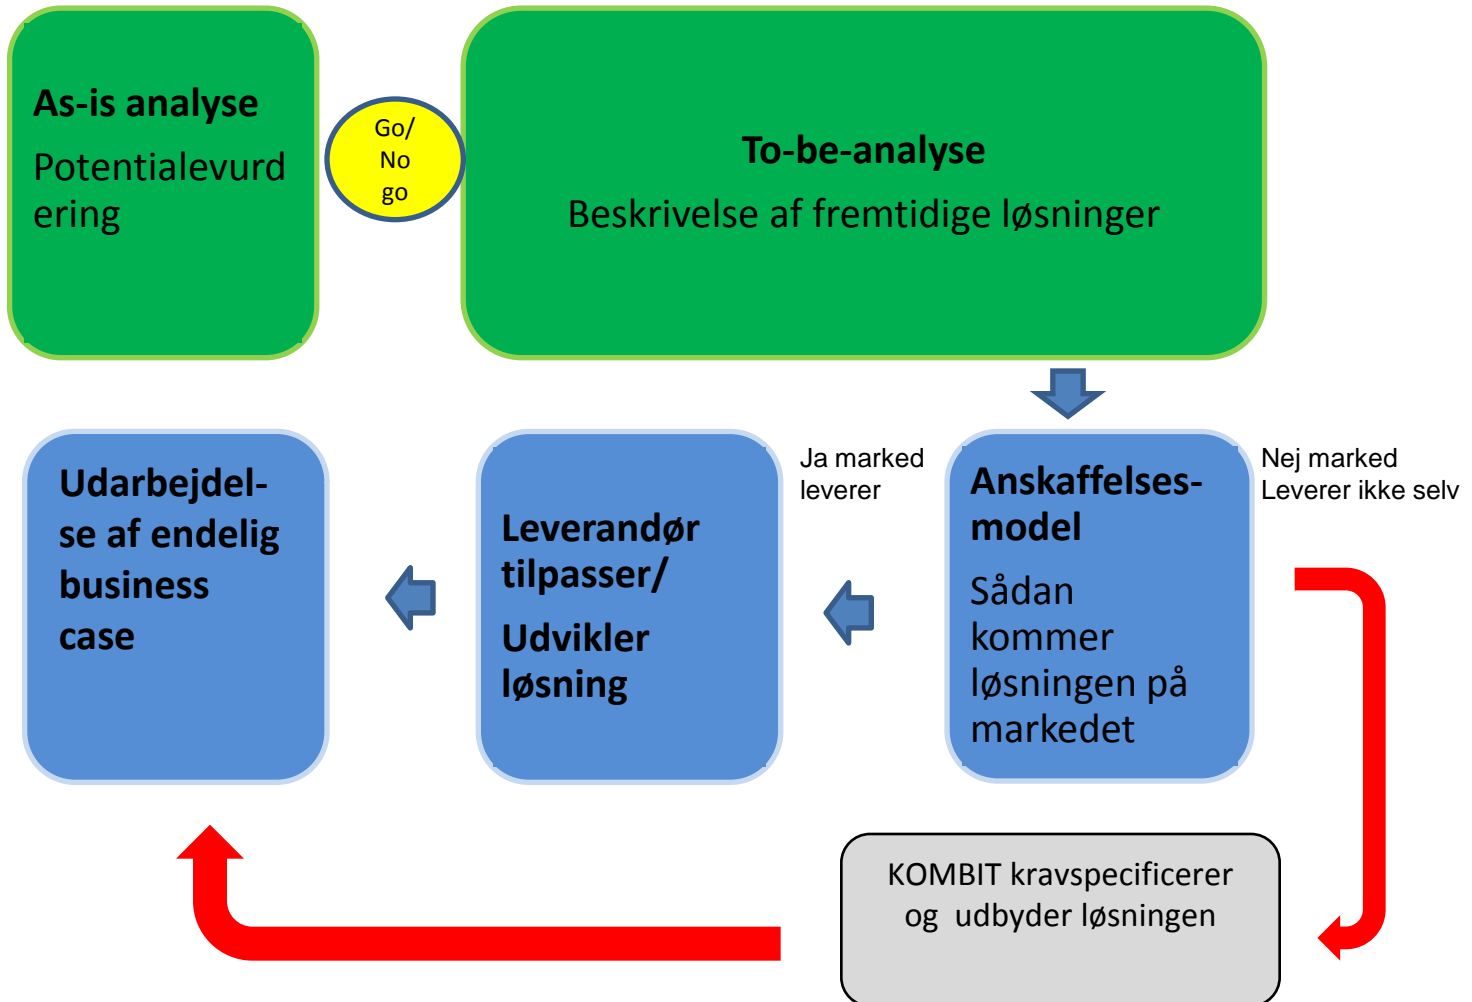 As-is analyse
Potentialevurd
ering
Go/
No
go
To-be-analyse
Beskrivelse af fremtidige løsninger
Udarbejdel-
se af endelig
business
case
Leverandør
tilpasser/
Udvikler
løsning
Ja marked
leverer
Anskaffelses-
model
Sådan
kommer
løsningen på
markedet
Nej marked
Leverer ikke selv
KOMBIT kravspecificerer
og udbyder løsningen